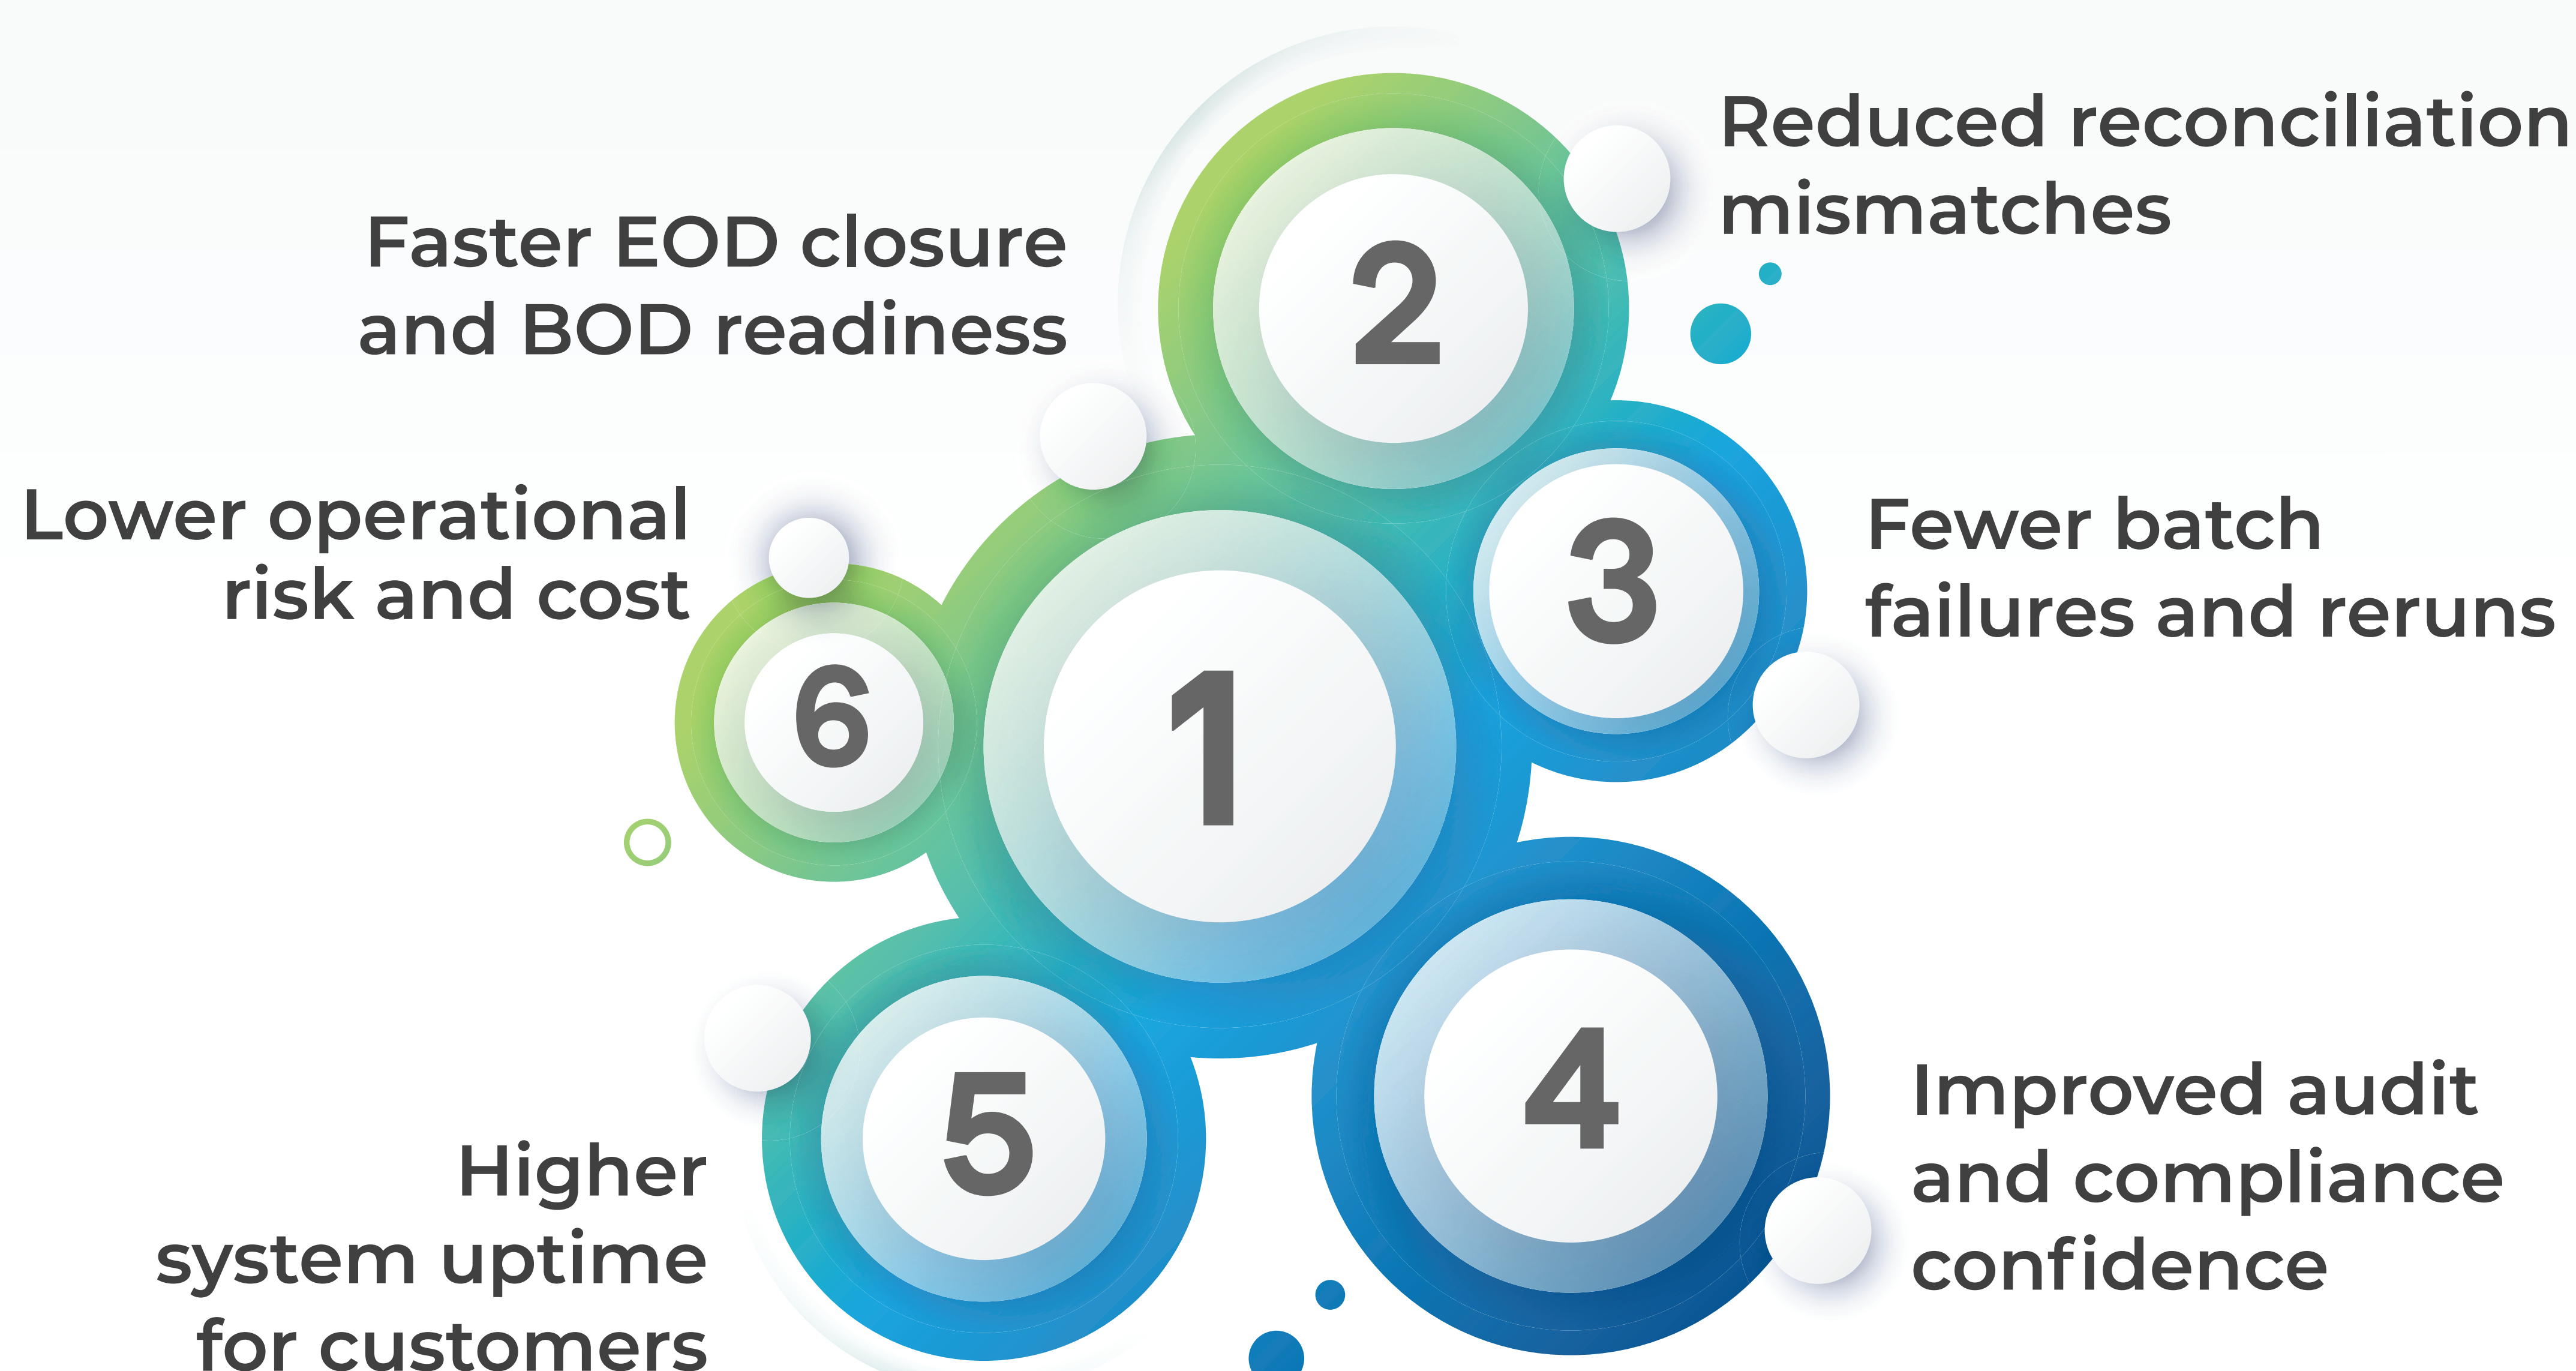 1
Faster EOD closure
and BOD readiness
2
Reduced reconciliation
mismatches
3
Fewer batch
failures and reruns
4
Improved audit
and compliance
confidence
5
Higher
system uptime
for customers
6
Lower operational
risk and cost